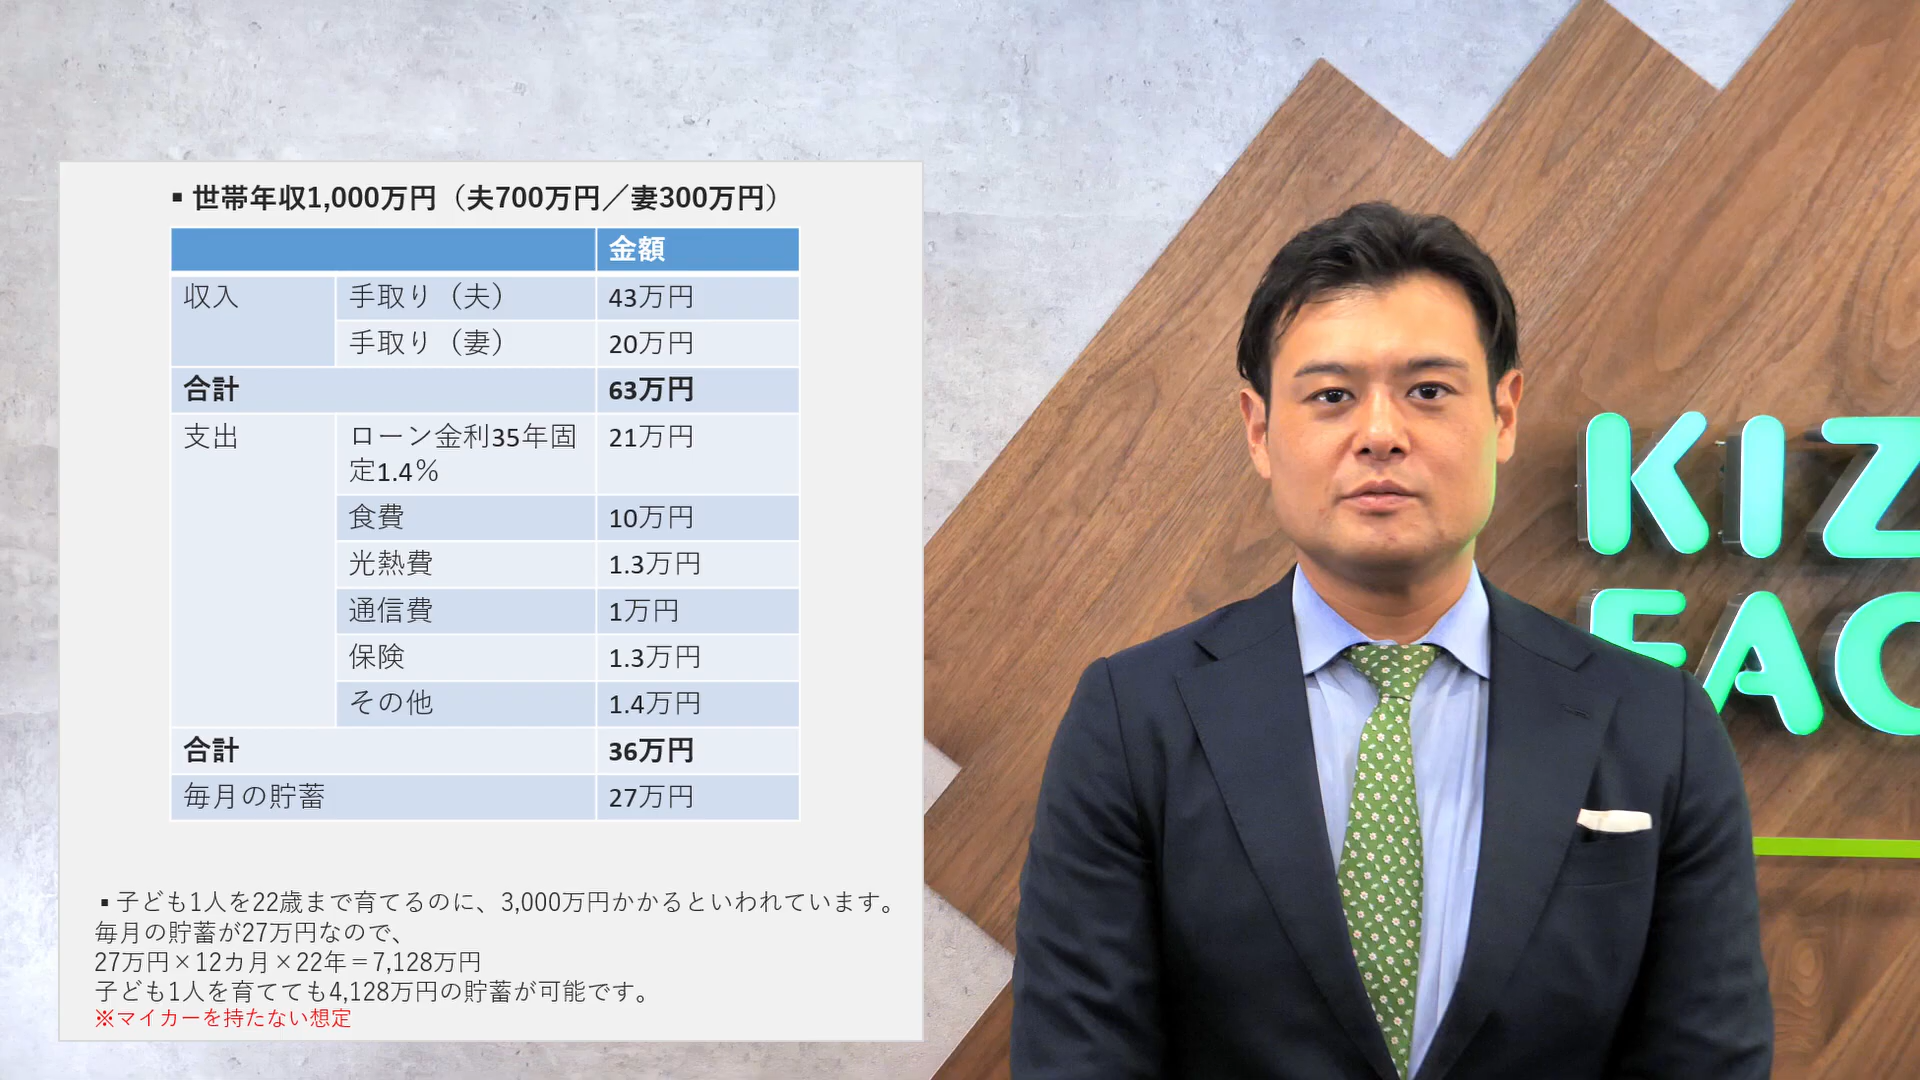 ▪世帯年収1,000万円（夫700万円／妻300万円）
金額
収入 手取り（夫） 43万円
手取り（妻） 20万円
合計 63万円
支出 ローン金利35年固
定1.4％ 21万円
食費 10万円
光熱費 1.3万円
通信費 1万円
保険 1.3万円
その他 1.4万円
合計 36万円
毎月の貯蓄 27万円
▪子ども1人を22歳まで育てるのに、3,000万円かかるといわれています。
毎月の貯蓄が27万円なので、
27万円×12カ月×22年＝7,128万円
子ども1人を育てても4,128万円の貯蓄が可能です。
※マイカーを持たない想定
KIZ
FAC